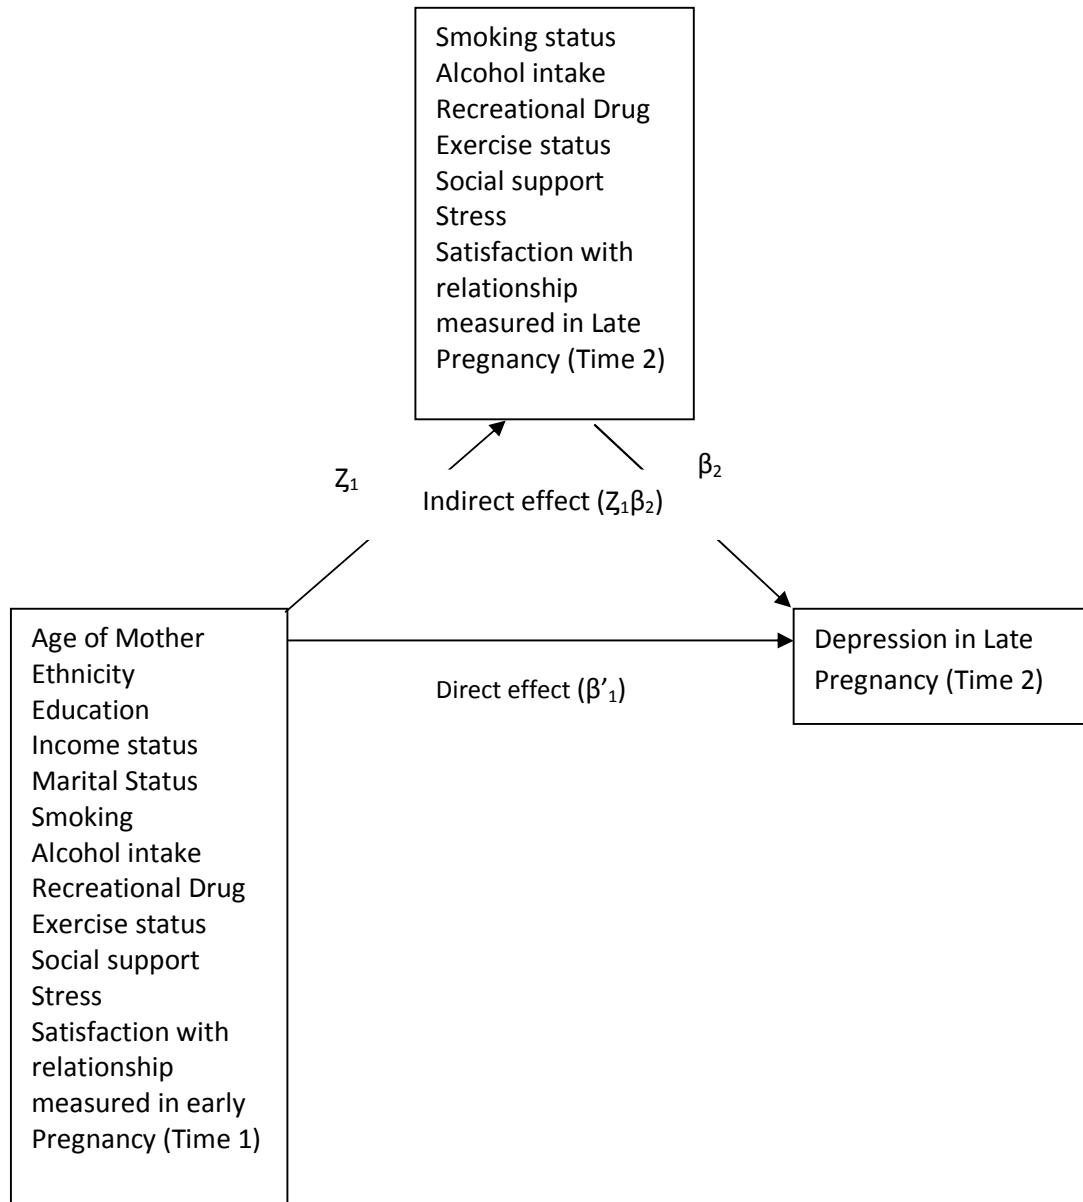 Smoking status
Alcohol intake
Recreational Drug
Exercise status
Social support
Stress
Satisfaction with
relationship
measured in Late
Pregnancy (Time 2)
Ɀ₁
β₂
Indirect effect (Ɀ₁β₂)
Age of Mother
Ethnicity
Education
Income status
Marital Status
Smoking
Alcohol intake
Recreational Drug
Exercise status
Social support
Stress
Satisfaction with
relationship
measured in early
Pregnancy (Time 1)
Direct effect (β’₁)
Depression in Late
Pregnancy (Time 2)